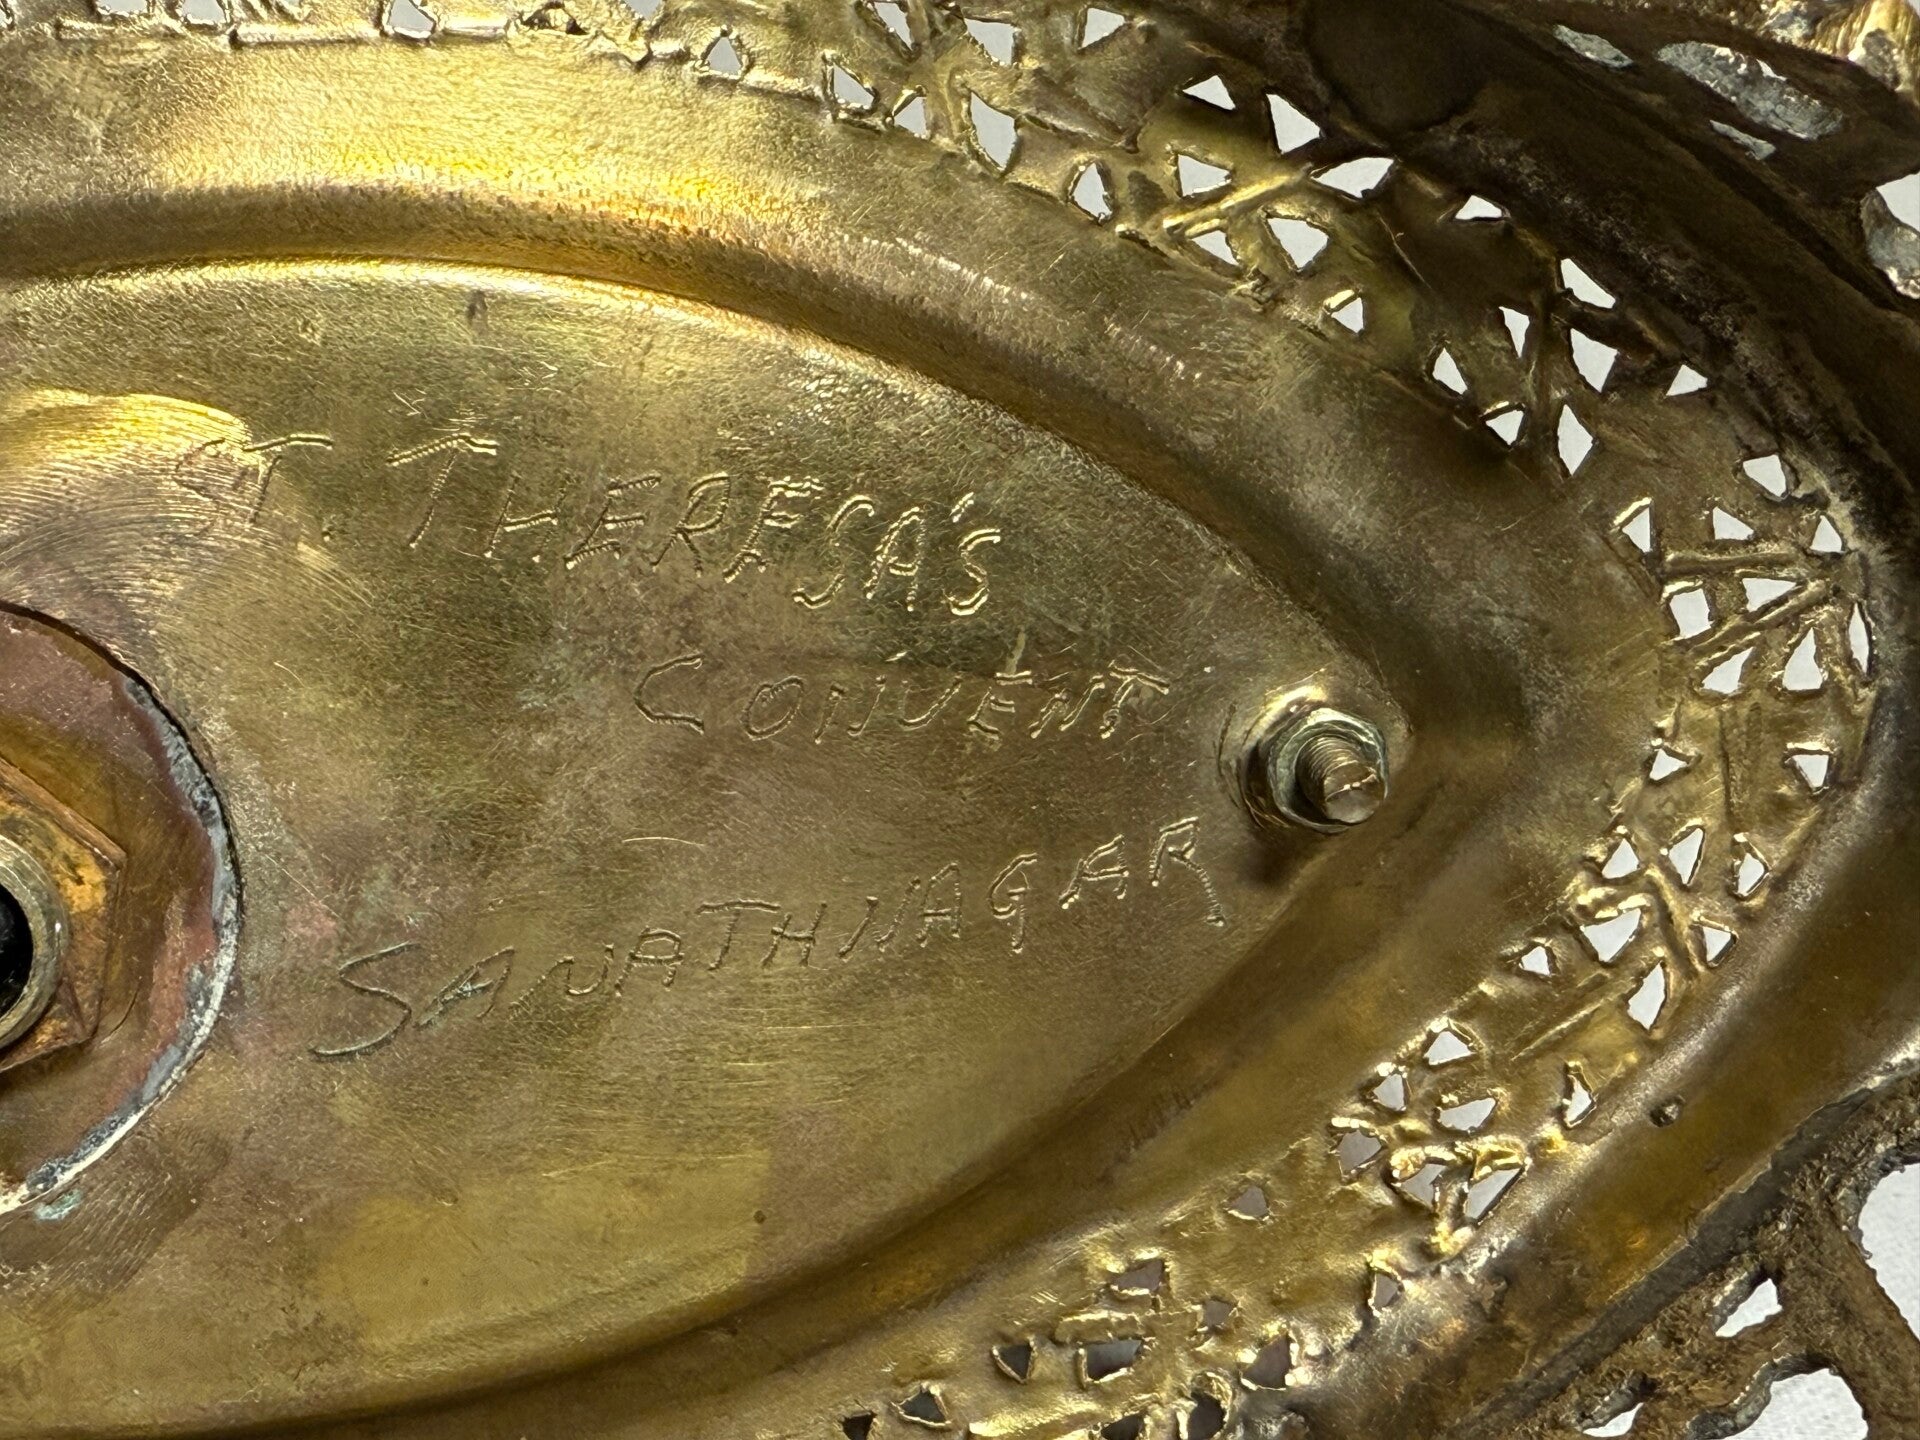 ST. THERESA'S
CONVENT
SANATHNAGAR